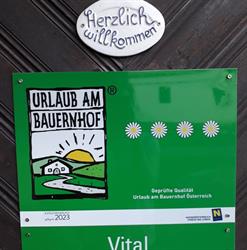 Herzlich
willkommen
URLAUB AM
BAUERNHOF
®
Geprüfte Qualität
Urlaub am Bauernhof Österreich
2023
N
Vital